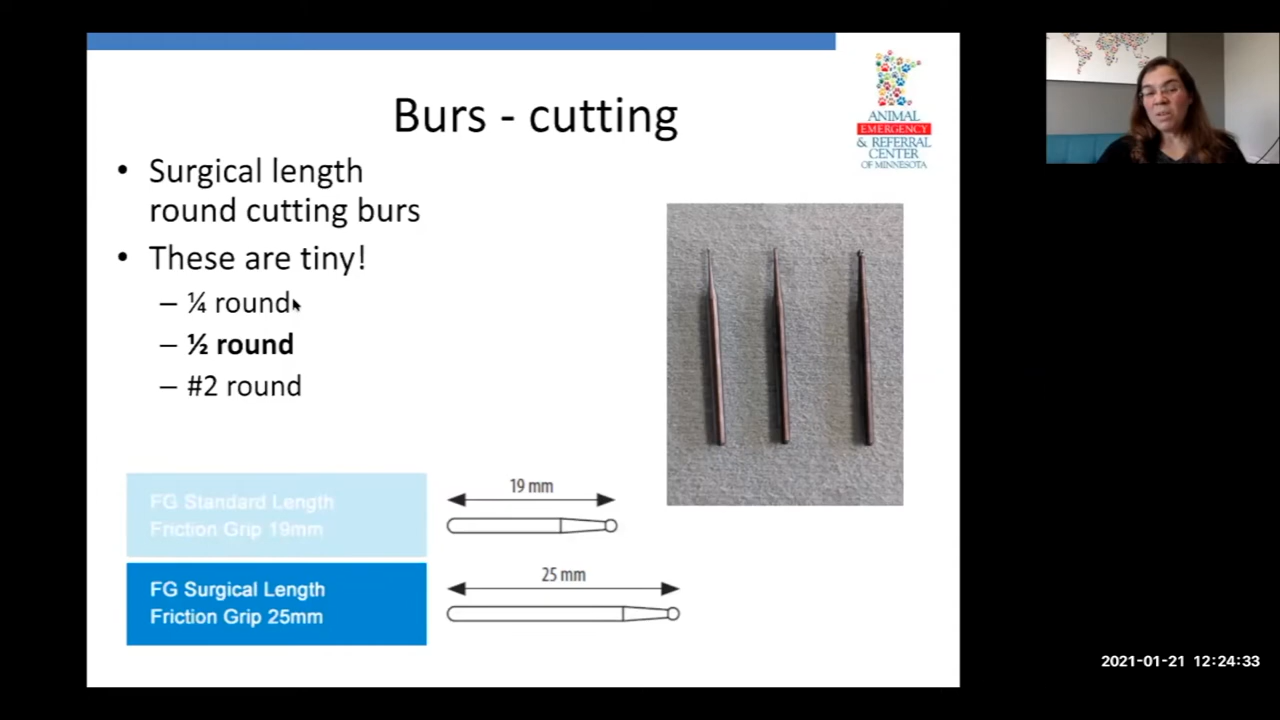 Burs - cutting
• Surgical length
round cutting burs
• These are tiny!
– ¼ round
– ½ round
– #2 round
ANIMAL
EMERGENCY
& REFERRAL
CENTER
OF MINNESOTA
FG Standard Length
Friction Grip 19mm
19 mm
FG Surgical Length
Friction Grip 25mm
25 mm
2021-01-21 12:24:33